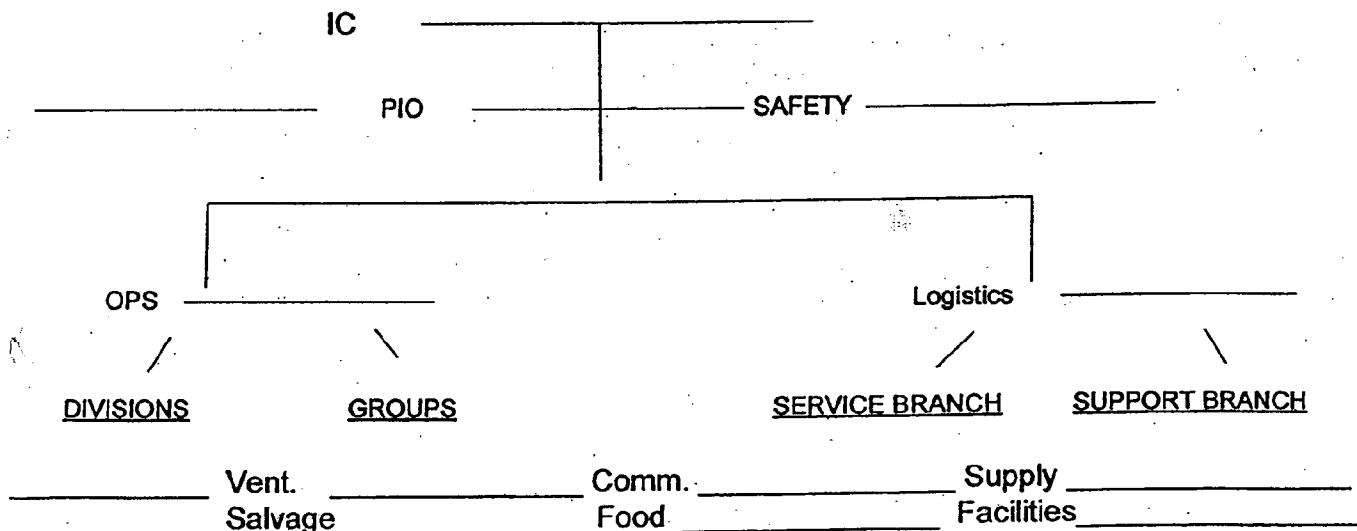 IC
PIO SAFETY
OPS Logistics
DIVISIONS GROUPS SERVICE BRANCH SUPPORT BRANCH
Vent. Comm. Supply
Salvage Food Facilities